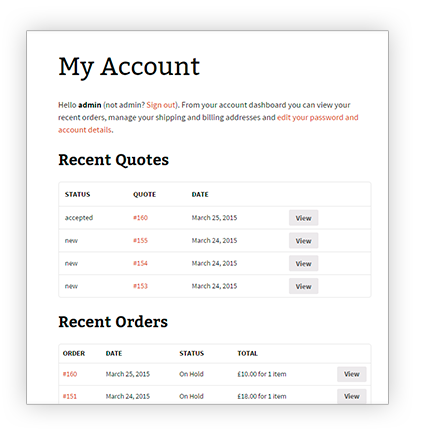 My Account
Hello admin (not admin? Sign out). From your account dashboard you can view your
recent orders, manage your shipping and billing addresses and edit your password and
account details.
Recent Quotes
STATUS QUOTE DATE
accepted #160 March 25, 2015 View
new #155 March 24, 2015 View
new #154 March 24, 2015 View
new #153 March 24, 2015 View
Recent Orders
ORDER DATE STATUS TOTAL
#160 March 25, 2015 On Hold £10.00 for 1 item View
#151 March 24, 2015 On Hold £18.00 for 1 item View